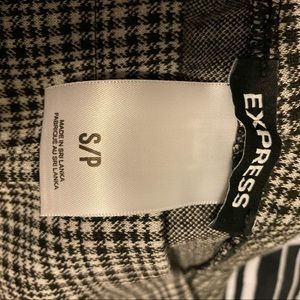 EXPRESS
S/P
MADE IN SRI LANKA
FABRIQUÉ AU SRI LANKA